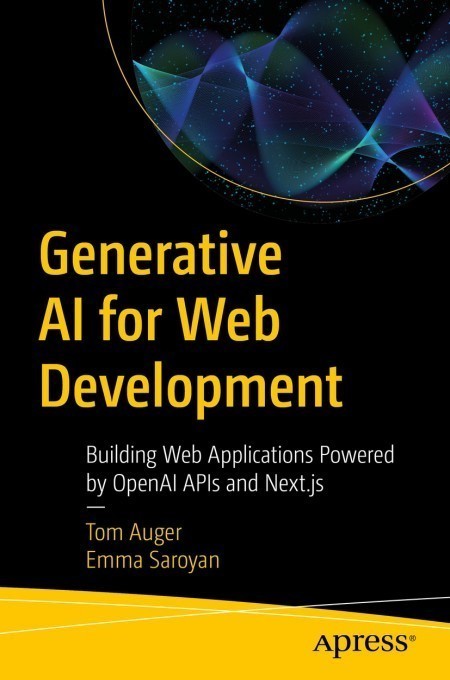 Generative
AI for Web
Development
Building Web Applications Powered
by OpenAI APIs and Next.js
—
Tom Auger
Emma Saroyan
Apress®